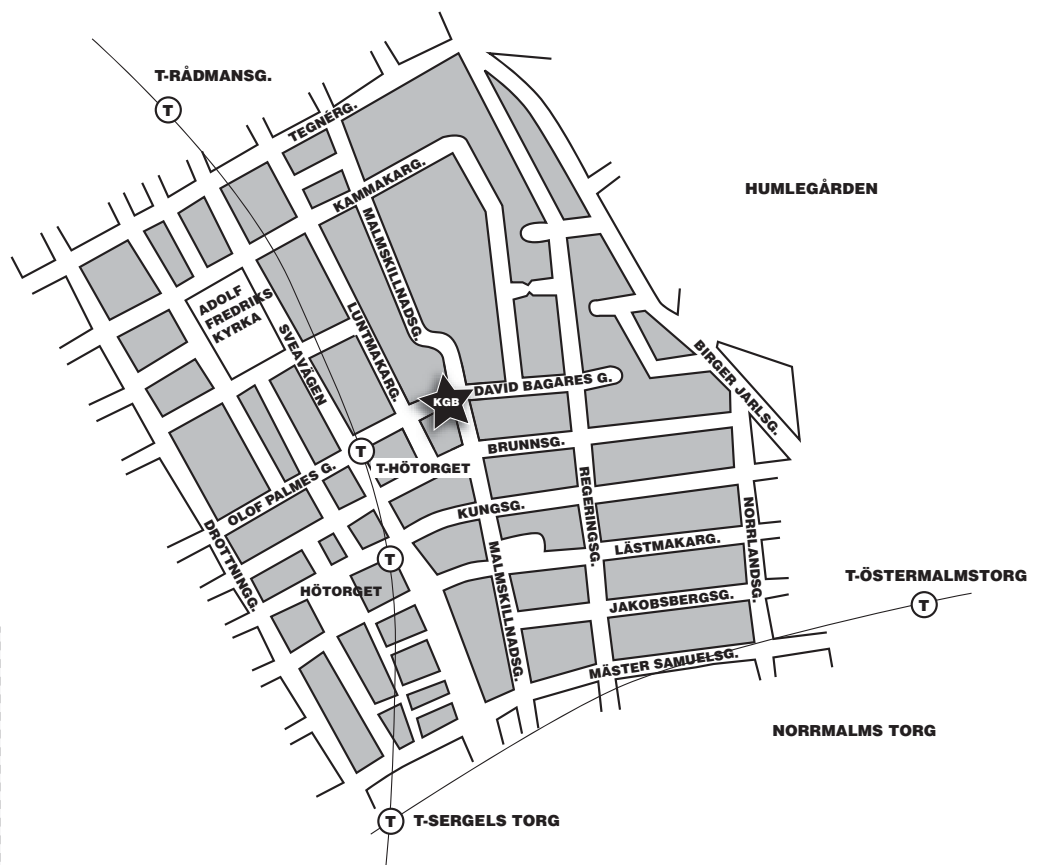 T-RÅDMANSG.
T
TEGNÉRG.
HUMLEGÅRDEN
KAMMAKARG.
MALMSKILLNADSG.
ADOLF
FREDRIKS
KYRKA
SVEAVÄGEN
LUNTMAKARG.
BIRGER JARLSG.
DAVID BAGARES G.
KGB
BRUNNSG.
T
T-HÖTORGET
OLOF PALMES G.
REGERINGSG.
KUNGSG.
NORRLANDSG.
DROTTNINGG.
LÄSTMAKARG.
T
MALMSKILLNADSG.
HÖTORGET
T-ÖSTERMALMSTORG
T
JAKOBSBERGSG.
MÄSTER SAMUELSG.
NORRMALMS TORG
T
T-SERGELS TORG